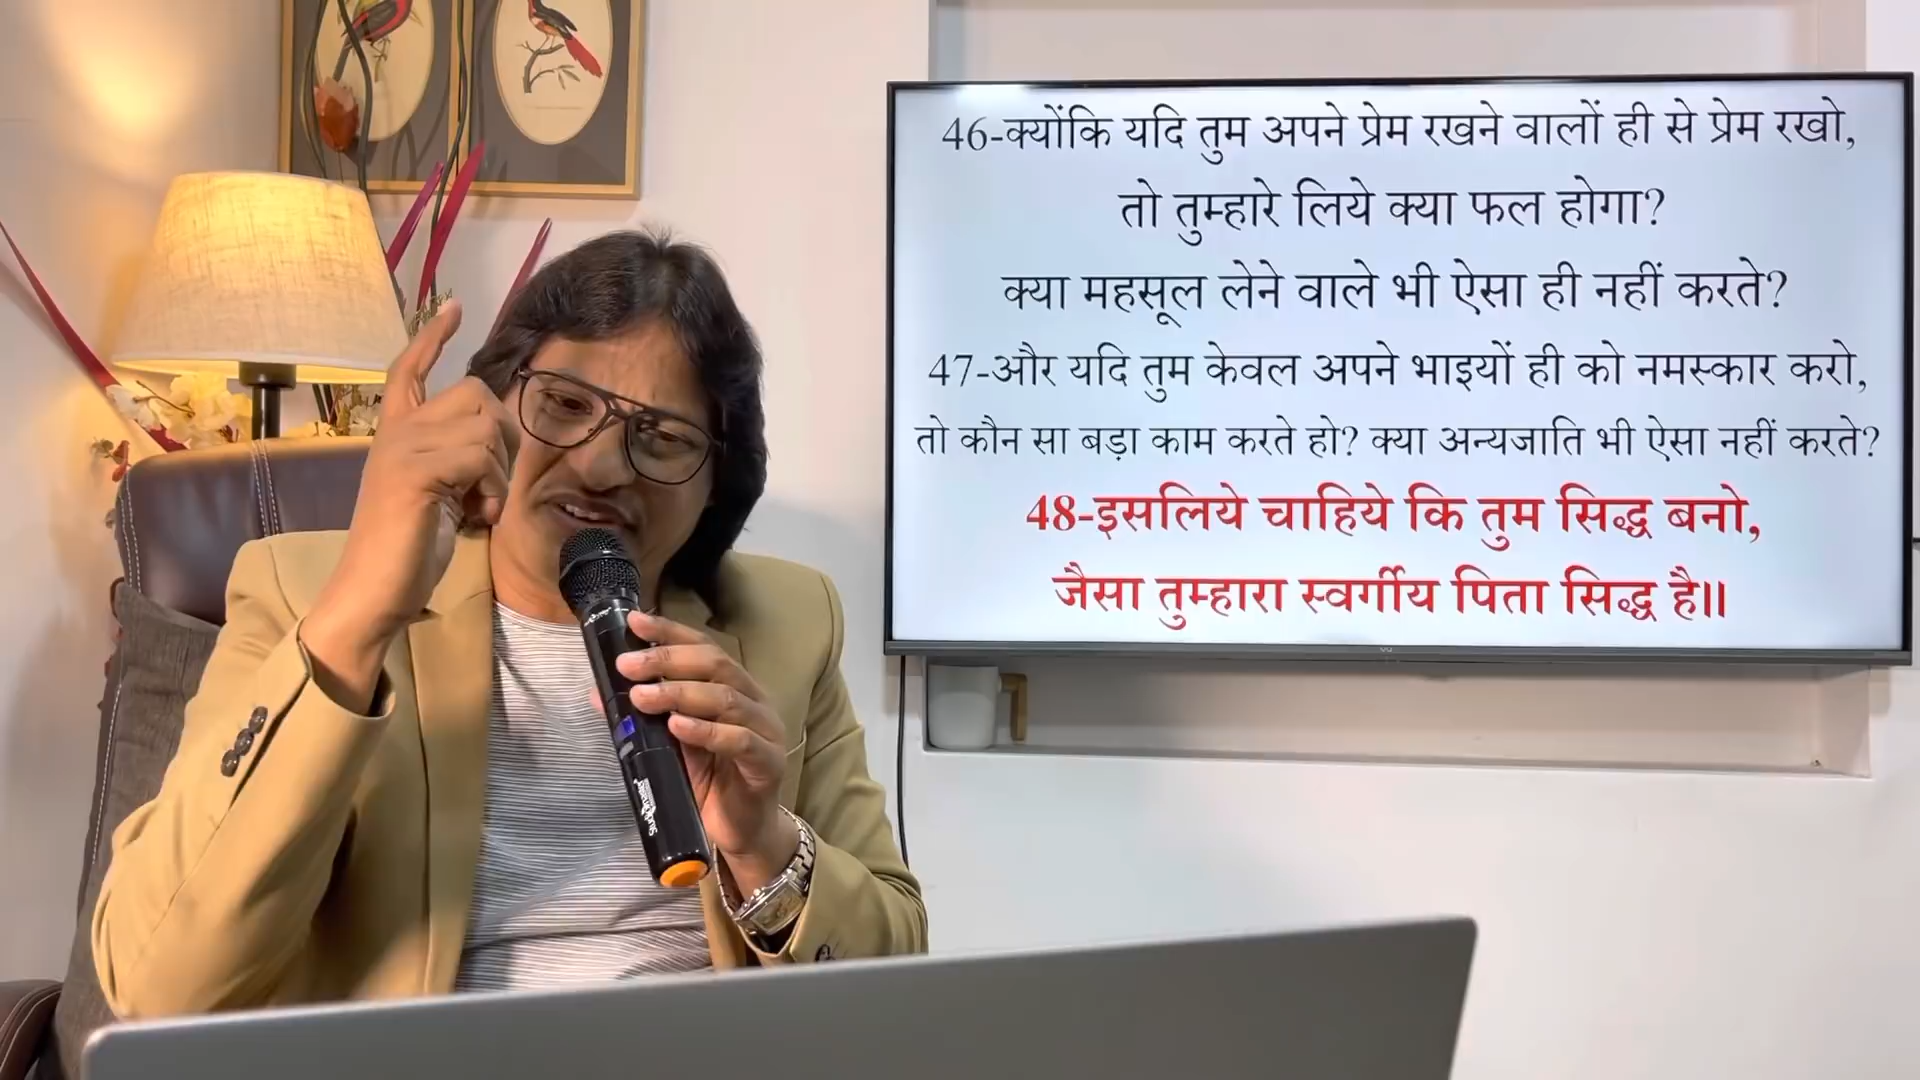 46-क्योंकि यदि तुम अपने प्रेम रखने वालों ही से प्रेम रखो,
तो तुम्हारे लिये क्या फल होगा?
क्या महसूल लेने वाले भी ऐसा ही नहीं करते?
47-और यदि तुम केवल अपने भाइयों ही को नमस्कार करो,
तो कौन सा बड़ा काम करते हो? क्या अन्यजाति भी ऐसा नहीं करते?
48-इसलिये चाहिये कि तुम सिद्ध बनो,
जैसा तुम्हारा स्वर्गीय पिता सिद्ध है॥